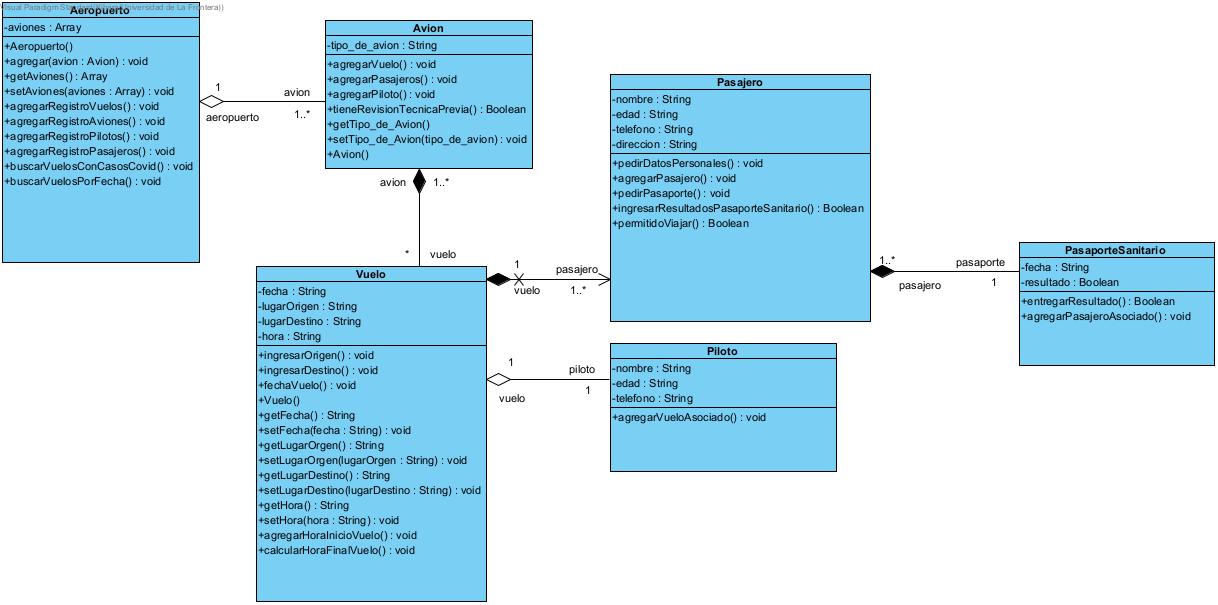 Visual Paradigm Standard(Universidad de La Frontera))
Aeropuerto
-aviones : Array
+Aeropuerto()
+agregar(avion : Avion) : void
+getAviones() : Array
+setAviones(aviones : Array) : void
+agregarRegistroVuelos() : void
+agregarRegistroAviones() : void
+agregarRegistroPilotos() : void
+agregarRegistroPasajeros() : void
+buscarVuelosConCasosCovid() : void
+buscarVuelosPorFecha() : void
1
aeropuerto
avion
1..*
Avion
-tipo_de_avion : String
+agregarVuelo() : void
+agregarPasajeros() : void
+agregarPiloto() : void
+tieneRevisionTecnicaPrevia() : Boolean
+getTipo_de_Avion()
+setTipo_de_Avion(tipo_de_avion) : void
+Avion()
avion
1..*
*
vuelo
Vuelo
-fecha : String
-lugarOrigen : String
-lugarDestino : String
-hora : String
+ingresarOrigen() : void
+ingresarDestino() : void
+fechaVuelo() : void
+Vuelo()
+getFecha() : String
+setFecha(fecha : String) : void
+getLugarOrgen() : String
+setLugarOrgen(lugarOrgen : String) : void
+getLugarDestino() : String
+setLugarDestino(lugarDestino : String) : void
+getHora() : String
+setHora(hora : String) : void
+agregarHoraInicioVuelo() : void
+calcularHoraFinalVuelo() : void
1
vuelo
pasajero
1..*
Pasajero
-nombre : String
-edad : String
-telefono : String
-direccion : String
+pedirDatosPersonales() : void
+agregarPasajero() : void
+pedirPasaporte() : void
+ingresarResultadosPasaporteSanitario() : Boolean
+permitidoViajar() : Boolean
1..*
pasajero
pasaporte
1
PasaporteSanitario
-fecha : String
-resultado : Boolean
+entregarResultado() : Boolean
+agregarPasajeroAsociado() : void
1
vuelo
piloto
1
Piloto
-nombre : String
-edad : String
-telefono : String
+agregarVueloAsociado() : void